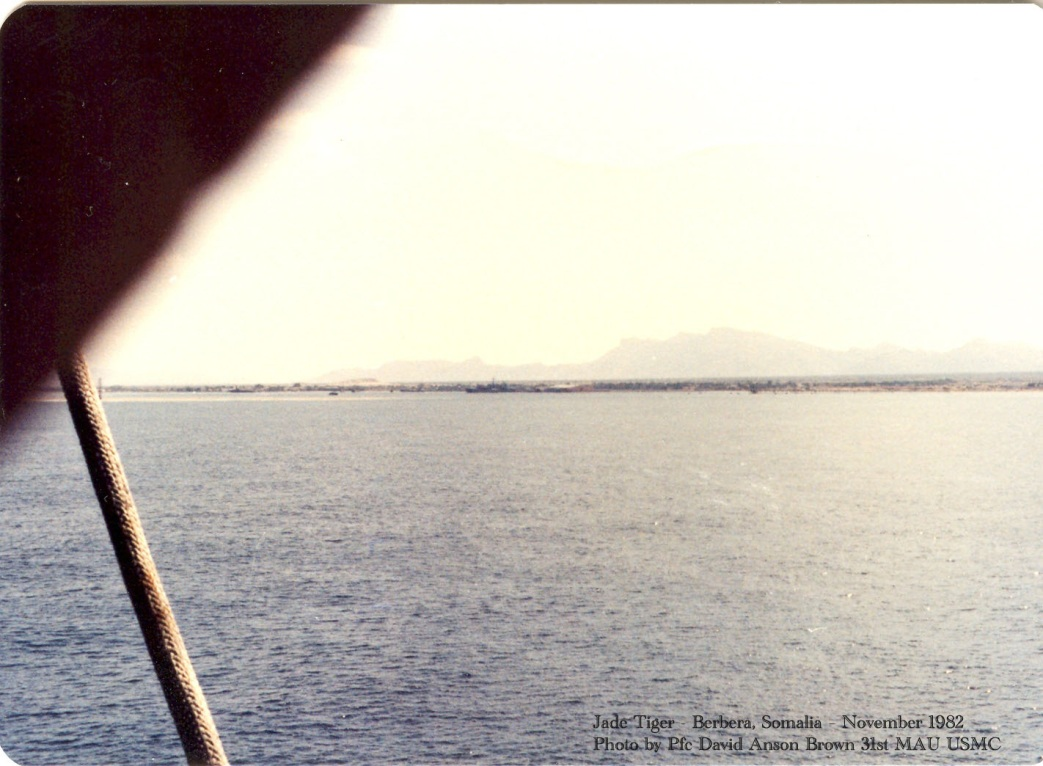 Jade Tiger - Berbera, Somalia - November 1982
Photo by Pfc David Anson Brown 31st MAU USMC